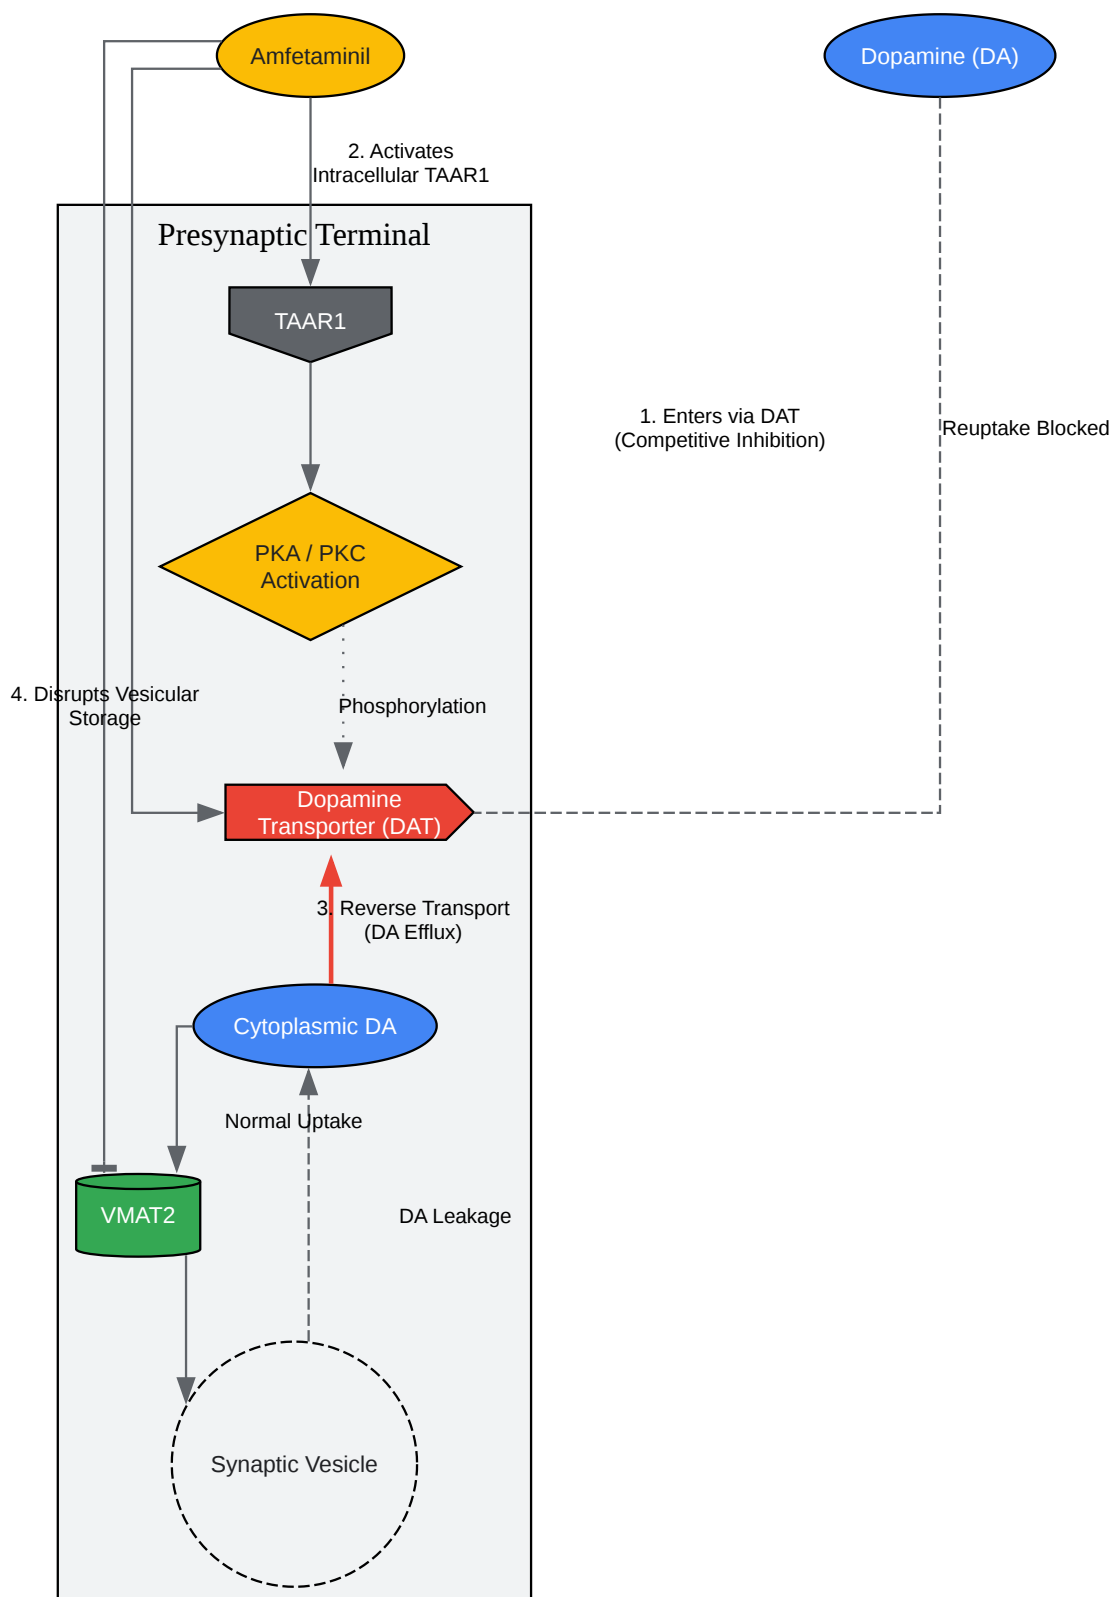 Amfetaminil
Dopamine (DA)
2. Activates
Intracellular TAAR1
Presynaptic Terminal
TAAR1
1. Enters via DAT
(Competitive Inhibition)
Reuptake Blocked
PKA / PKC
Activation
4. Disrupts Vesicular
Storage
Phosphorylation
Dopamine
Transporter (DAT)
3. Reverse Transport
(DA Efflux)
Cytoplasmic DA
Normal Uptake
VMAT2
DA Leakage
Synaptic Vesicle